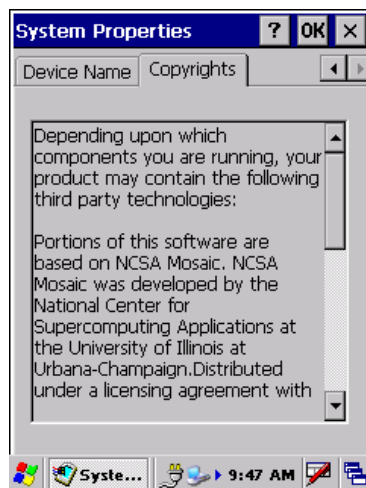 System Properties ? OK ×
Device Name Copyrights
Depending upon which
components you are running, your
product may contain the following
third party technologies:
Portions of this software are
based on NCSA Mosaic. NCSA
Mosaic was developed by the
National Center for
Supercomputing Applications at
the University of Illinois at
Urbana-Champaign.Distributed
under a licensing agreement with
Syste... 9:47 AM